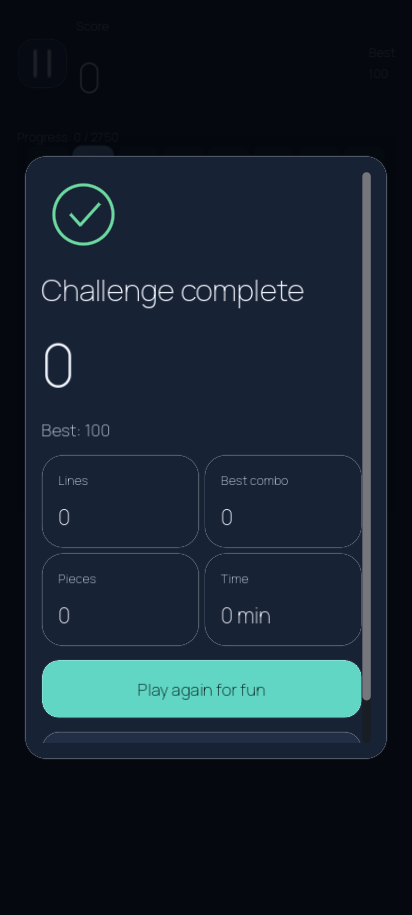 Score
0
Best
100
Progress: 0 / 2750
Challenge complete
0
Best: 100
Lines
0
Best combo
0
Pieces
0
Time
0 min
Play again for fun